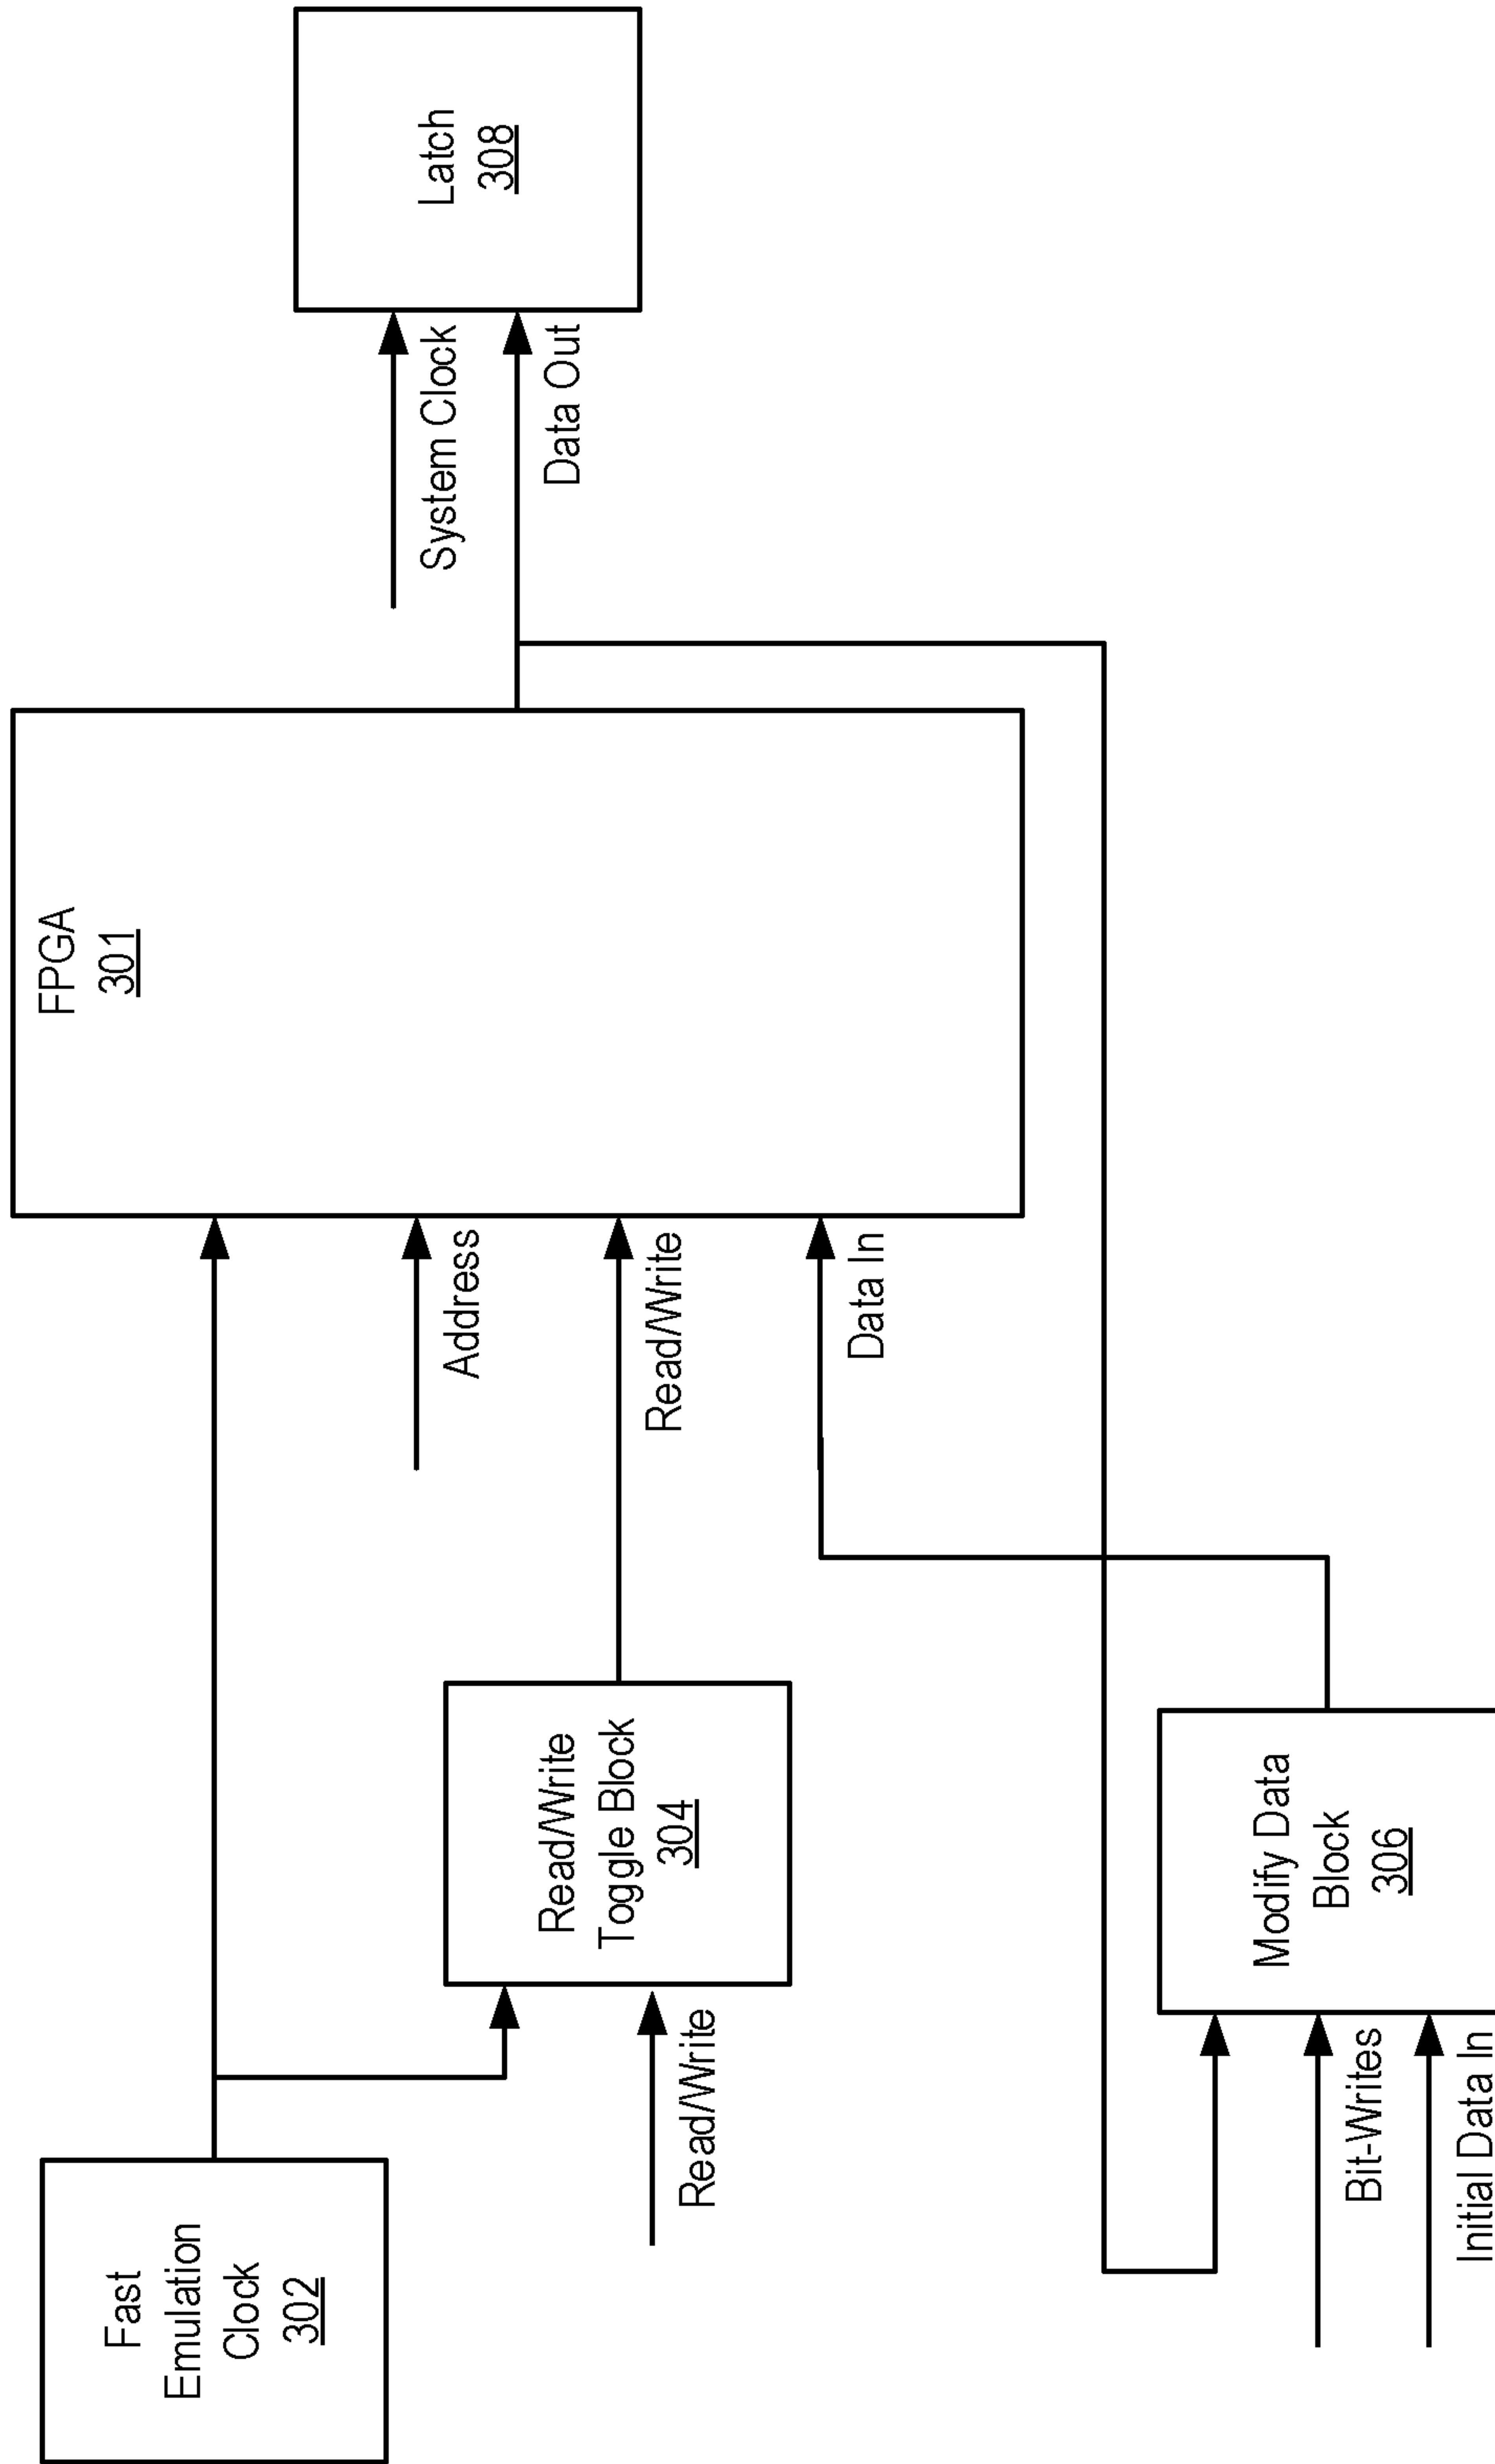 Fast
Emulation
Clock
302
Read/Write
Read/Write
Toggle Block
304
Bit-Writes
Initial Data In
Modify Data
Block
306
Address
Read/Write
Data In
FPGA
301
System Clock
Data Out
Latch
308